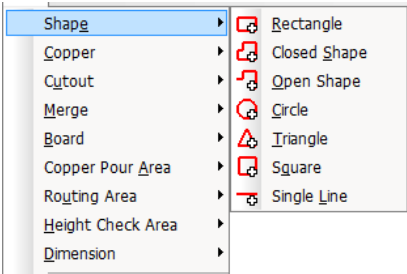 Shape
Copper
Cutout
Merge
Board
Copper Pour Area
Routing Area
Height Check Area
Dimension
Rectangle
Closed Shape
Open Shape
Circle
Triangle
Square
Single Line